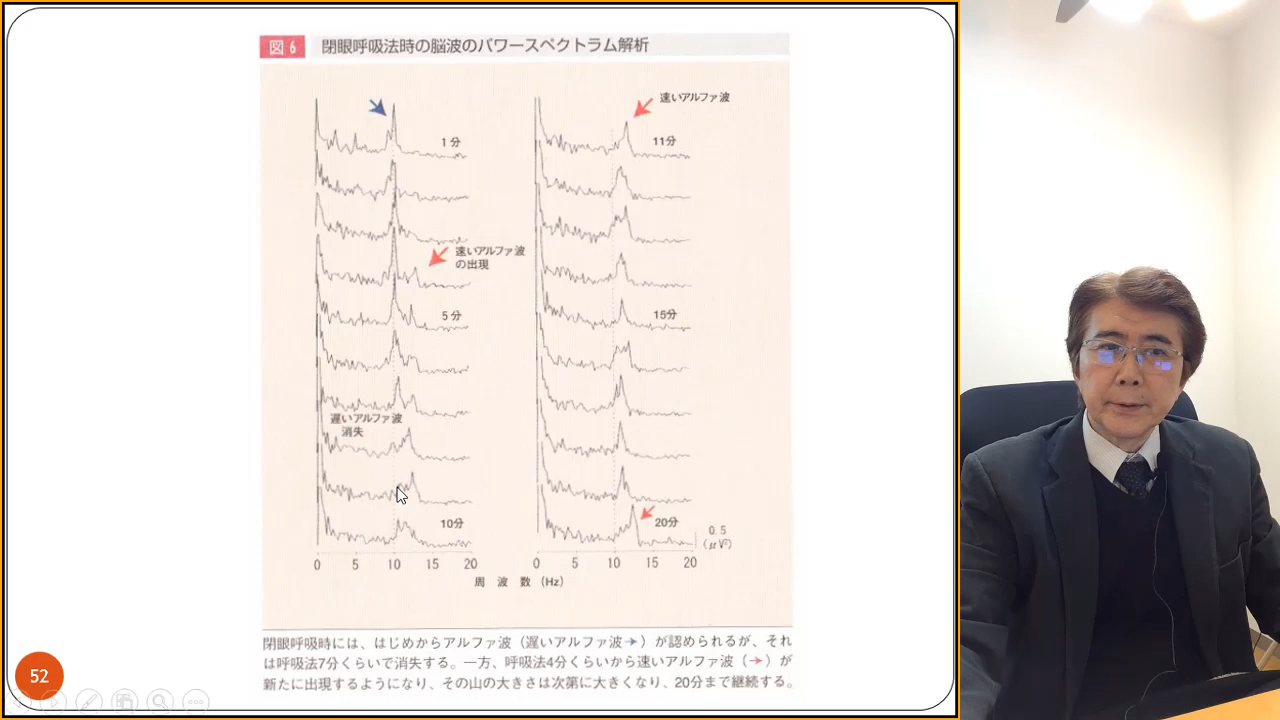 図6 閉眼呼吸法時の脳波のパワースペクトラム解析
1分
速いアルファ波
の出現
5分
遅いアルファ波
消失
10分
0 5 10 15 20
速いアルファ波
11分
15分
20分
0.5
(μV²)
0 5 10 15 20
周波数(Hz)
閉眼呼吸時には、はじめからアルファ波(遅いアルファ波→)が認められるが、それ
は呼吸法7分くらいで消失する。一方、呼吸法4分くらいから速いアルファ波(→)が
新たに出現するようになり、その山の大きさは次第に大きくなり、20分まで継続する。
52